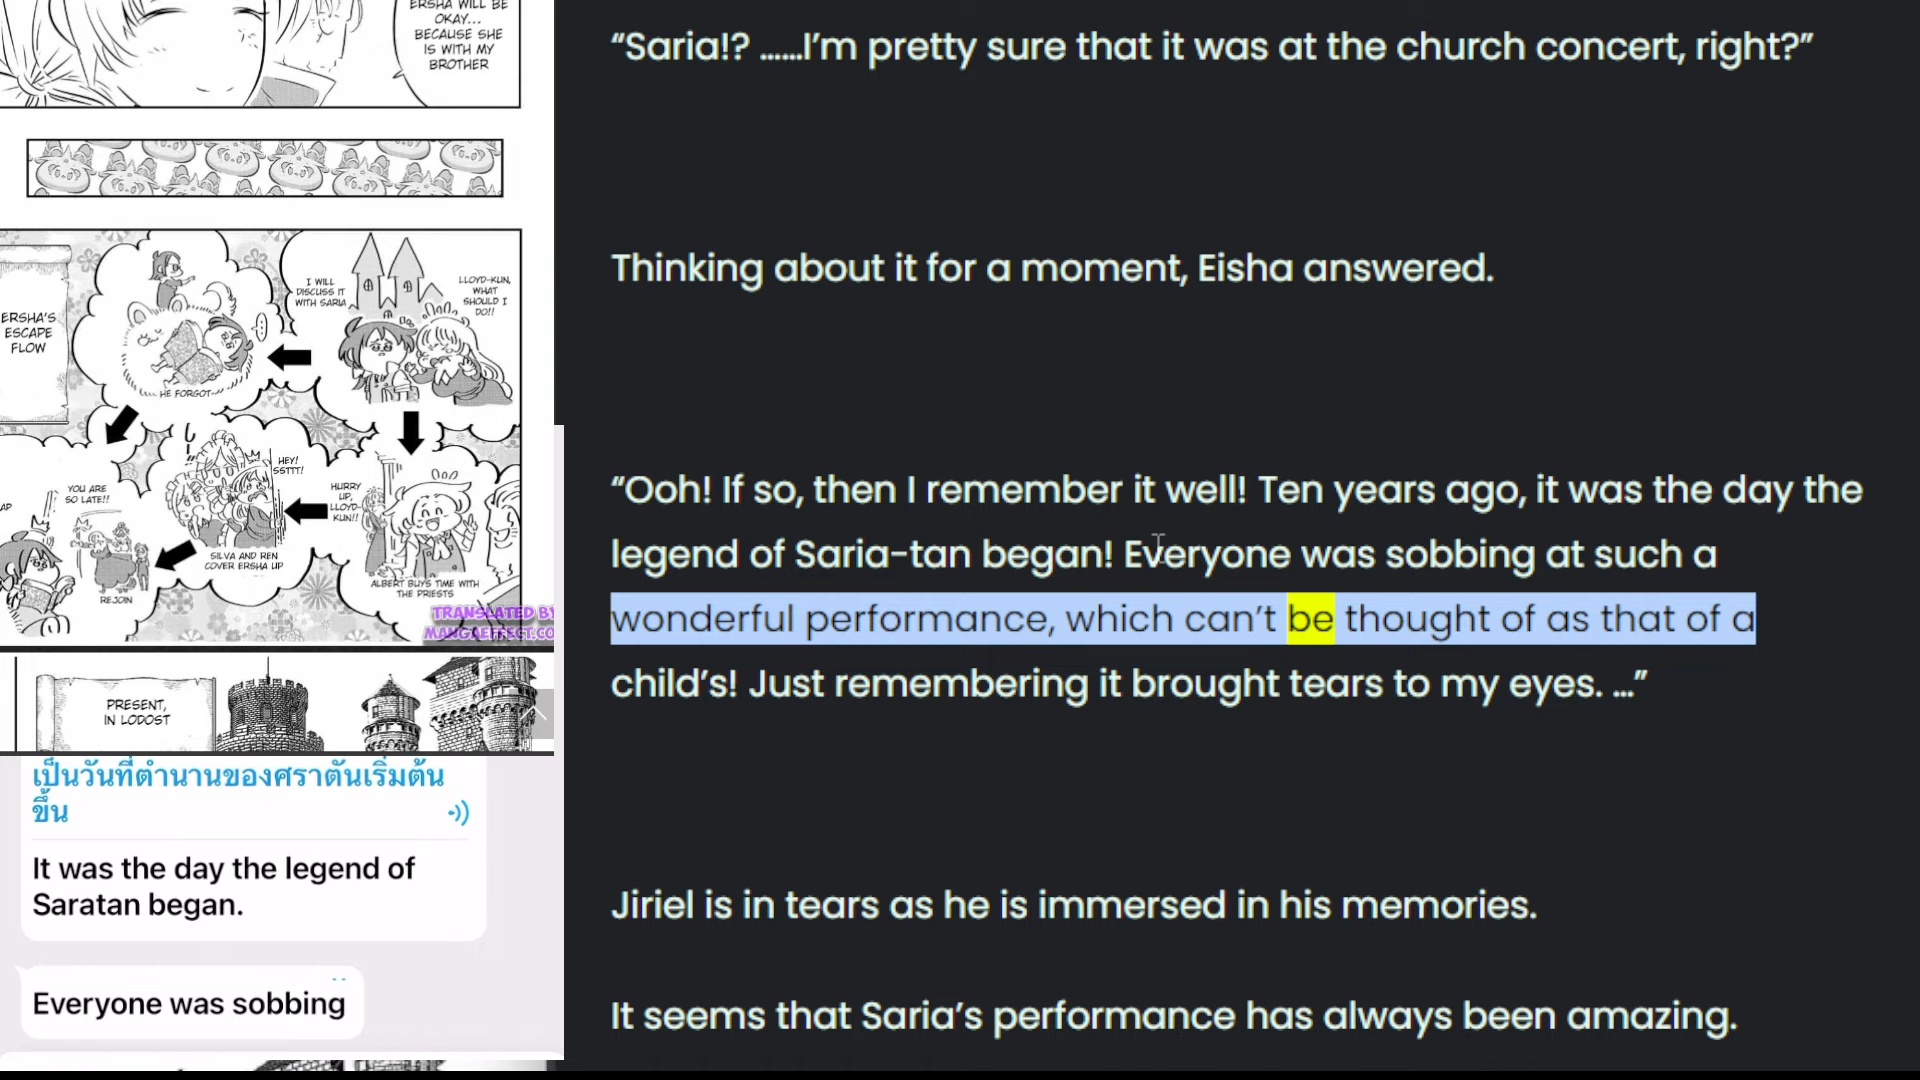 ERSHA WILL BE
OKAY...
BECAUSE SHE
IS WITH MY
BROTHER
I WILL
DISCUSS IT
WITH SARIA
LLOYD-KUN,
WHAT
SHOULD I
DO!!
ERSHA'S
ESCAPE
FLOW
HE FORGOT
HEY!
SSTTT!
HURRY
UP,
LLOYD-
KUN!!
YOU ARE
SO LATE!!
AP
SILVA AND REN
COVER ERSHA UP
ALBERT BUYS TIME WITH
THE PRIESTS
REJOIN
TRANSLATED BY
MANGAEFFECT.CO
PRESENT,
IN LODOST
เป็นวันที่ตำนานของศราตันเริ่มต้น
ขึ้น
It was the day the legend of
Saratan began.
Everyone was sobbing
“Saria!? ……I’m pretty sure that it was at the church concert, right?”
Thinking about it for a moment, Eisha answered.
“Ooh! If so, then I remember it well! Ten years ago, it was the day the
legend of Saria-tan began! Everyone was sobbing at such a
wonderful performance, which can’t be thought of as that of a
child’s! Just remembering it brought tears to my eyes. …”
Jiriel is in tears as he is immersed in his memories.
It seems that Saria’s performance has always been amazing.